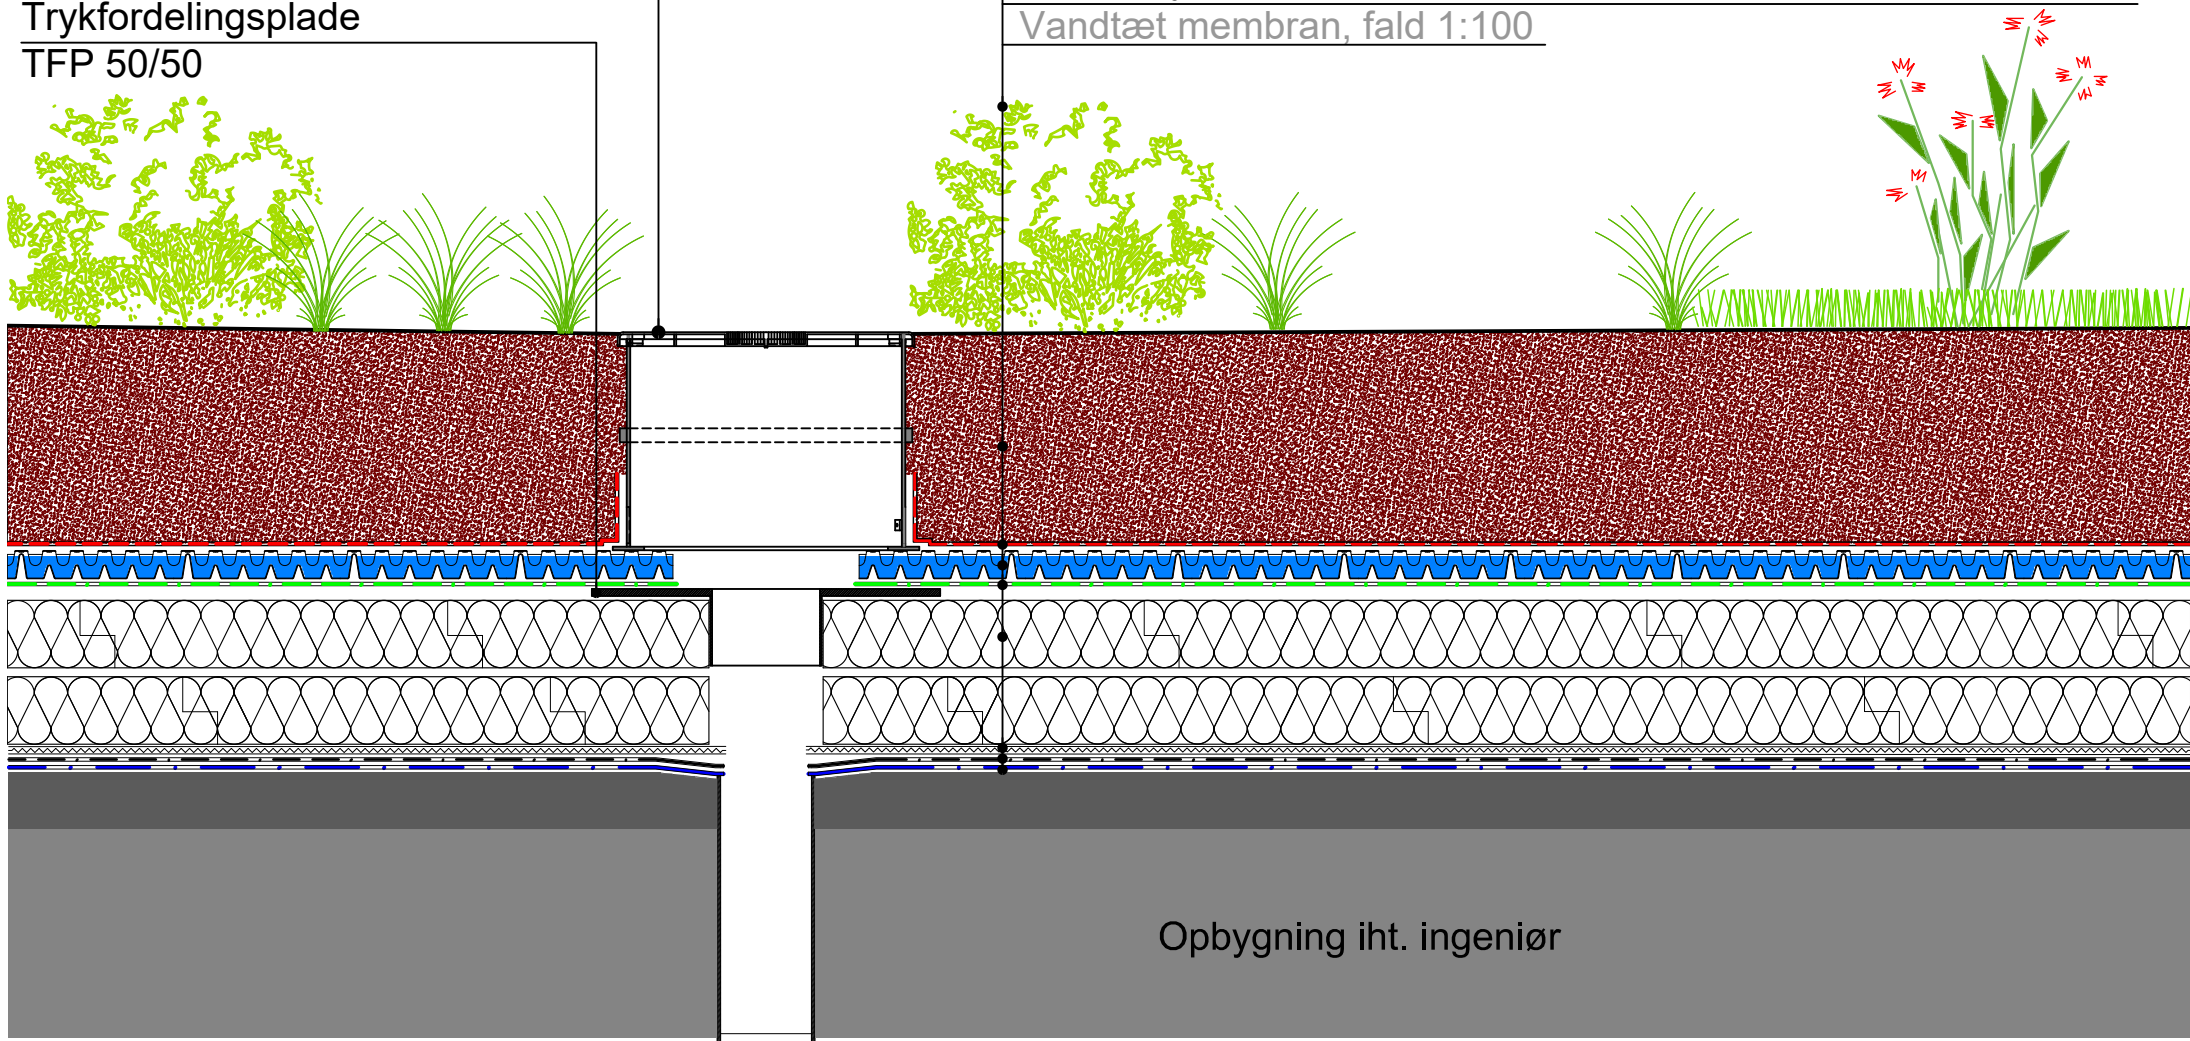 Trykfordelingsplade
TFP 50/50
Vandtæt membran, fald 1:100
Opbygning iht. ingeniør